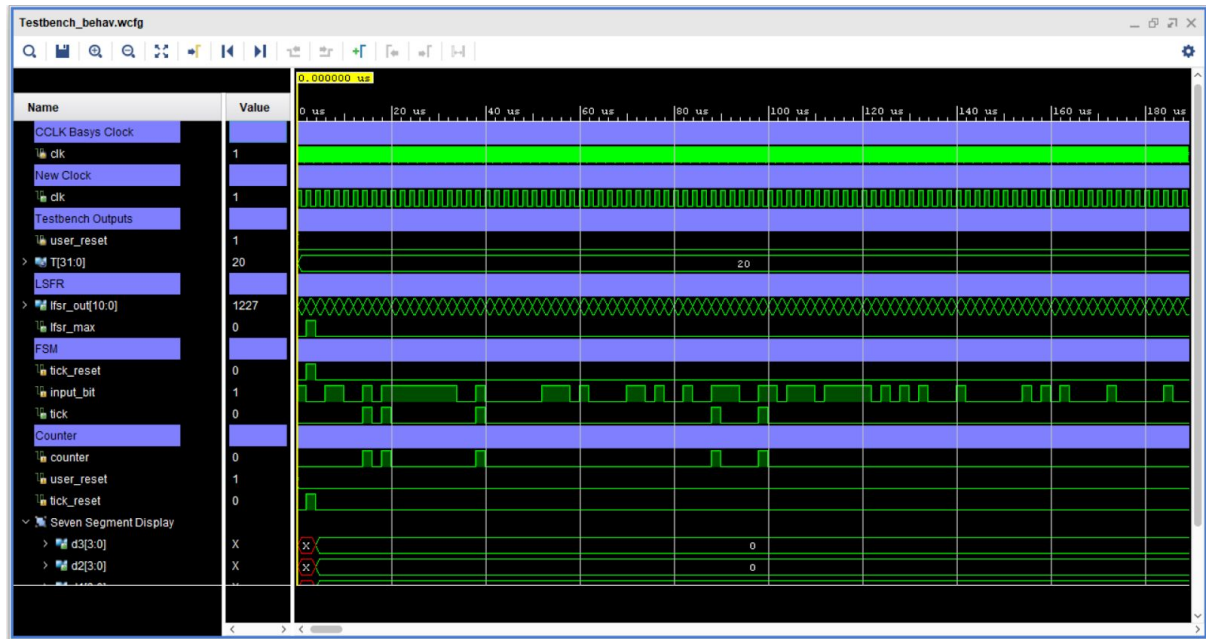 Testbench_behav.wcfg
0.000000 us
Name Value 0 us 20 us 40 us 60 us 80 us 100 us 120 us 140 us 160 us 180 us
CCLK Basys Clock
clk 1
New Clock
clk 1
Testbench Outputs
user_reset 1
T[31:0] 20 20
LSFR
lfsr_out[10:0] 1227
lfsr_max 0
FSM
tick_reset 0
input_bit 1
tick 0
Counter
counter 0
user_reset 1
tick_reset 0
Seven Segment Display
d3[3:0] X X 0
d2[3:0] X X 0